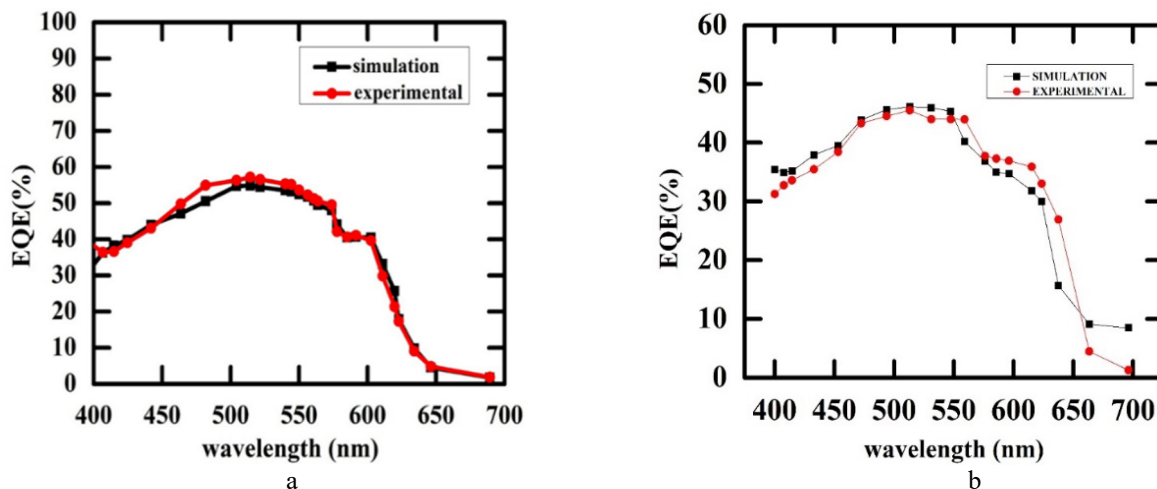 100
90
80
70
60
50
40
30
20
10
0
EQE(%)
simulation
experimental
400 450 500 550 600 650 700
wavelength (nm)
a
60
50
40
30
20
10
0
EQE(%)
SIMULATION
EXPERIMENTAL
400 450 500 550 600 650 700
wavelength (nm)
b